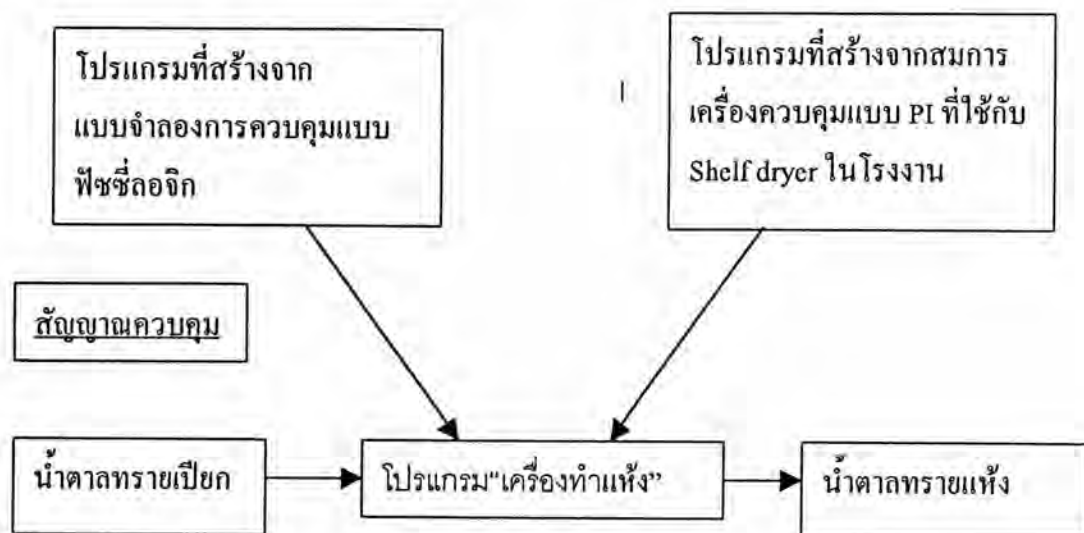 โปรแกรมที่สร้างจาก
แบบจำลองการควบคุมแบบ
ฟัซซี่ลอจิก
โปรแกรมที่สร้างจากสมการ
เครื่องควบคุมแบบ PI ที่ใช้กับ
Shelf dryer ในโรงงาน
สัญญาณควบคุม
น้ำตาลทรายเปียก
โปรแกรม“เครื่องทำแห้ง”
น้ำตาลทรายแห้ง